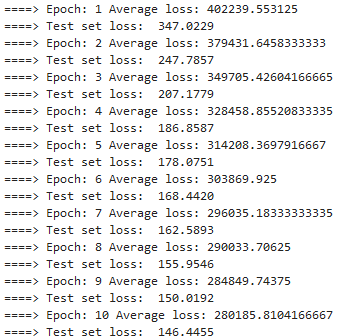 ====> Epoch: 1 Average loss: 402239.553125
====> Test set loss:  347.0229
====> Epoch: 2 Average loss: 379431.6458333333
====> Test set loss:  247.7857
====> Epoch: 3 Average loss: 349705.42604166665
====> Test set loss:  207.1779
====> Epoch: 4 Average loss: 328458.85520833335
====> Test set loss:  186.8587
====> Epoch: 5 Average loss: 314208.3697916667
====> Test set loss:  178.0751
====> Epoch: 6 Average loss: 303869.925
====> Test set loss:  168.4420
====> Epoch: 7 Average loss: 296035.18333333335
====> Test set loss:  162.5893
====> Epoch: 8 Average loss: 290033.70625
====> Test set loss:  155.9546
====> Epoch: 9 Average loss: 284849.74375
====> Test set loss:  150.0192
====> Epoch: 10 Average loss: 280185.8104166667
====> Test set loss:  146.4455